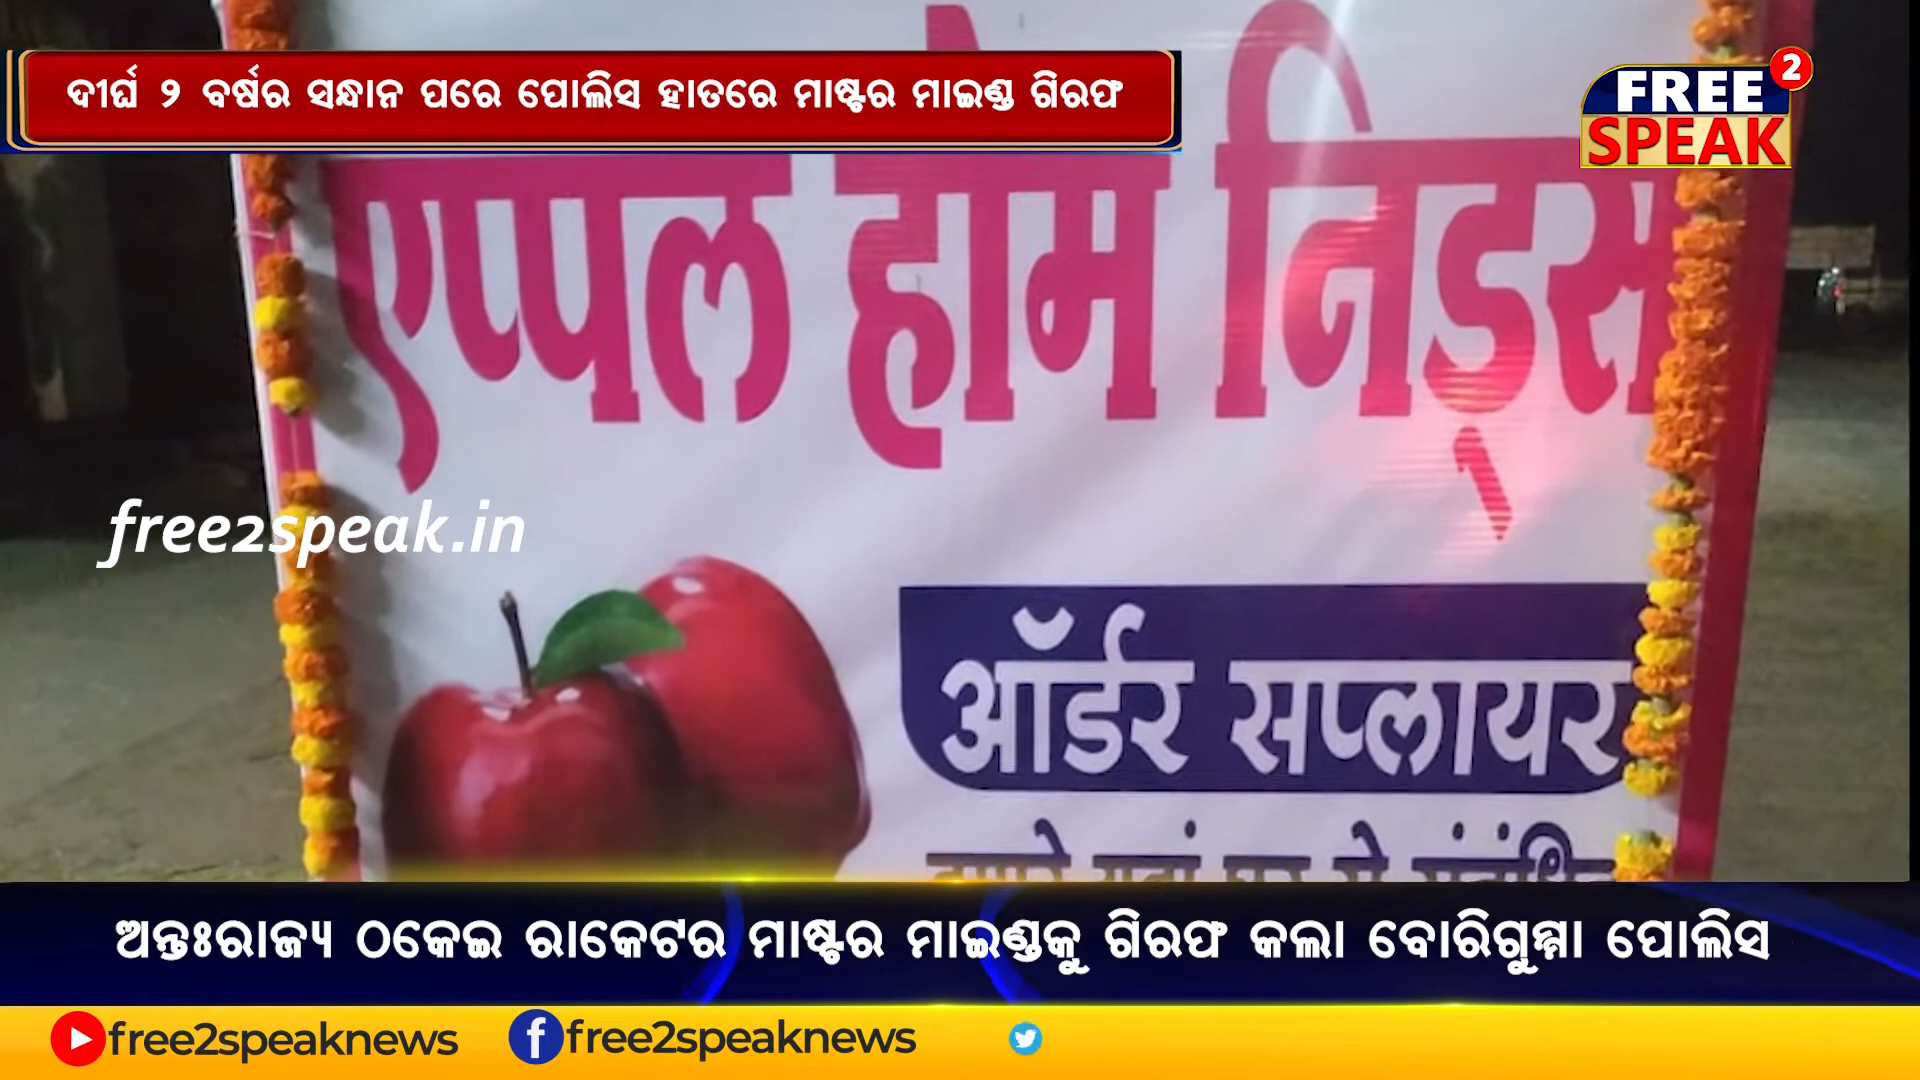 ଦୀର୍ଘ ୨ ବର୍ଷର ସନ୍ଧାନ ପରେ ପୋଲିସ ହାତରେ ମାଷ୍ଟର ମାଇଣ୍ଡ ଗିରଫ
FREE 2
SPEAK
एप्पल होम निड्स
free2speak.in
ऑर्डर सप्लायर
ଅନ୍ତଃରାଜ୍ୟ ଠକେଇ ରାକେଟର ମାଷ୍ଟର ମାଇଣ୍ଡକୁ ଗିରଫ କଲା ବୋରିଗୁମ୍ମା ପୋଲିସ
free2speaknews free2speaknews